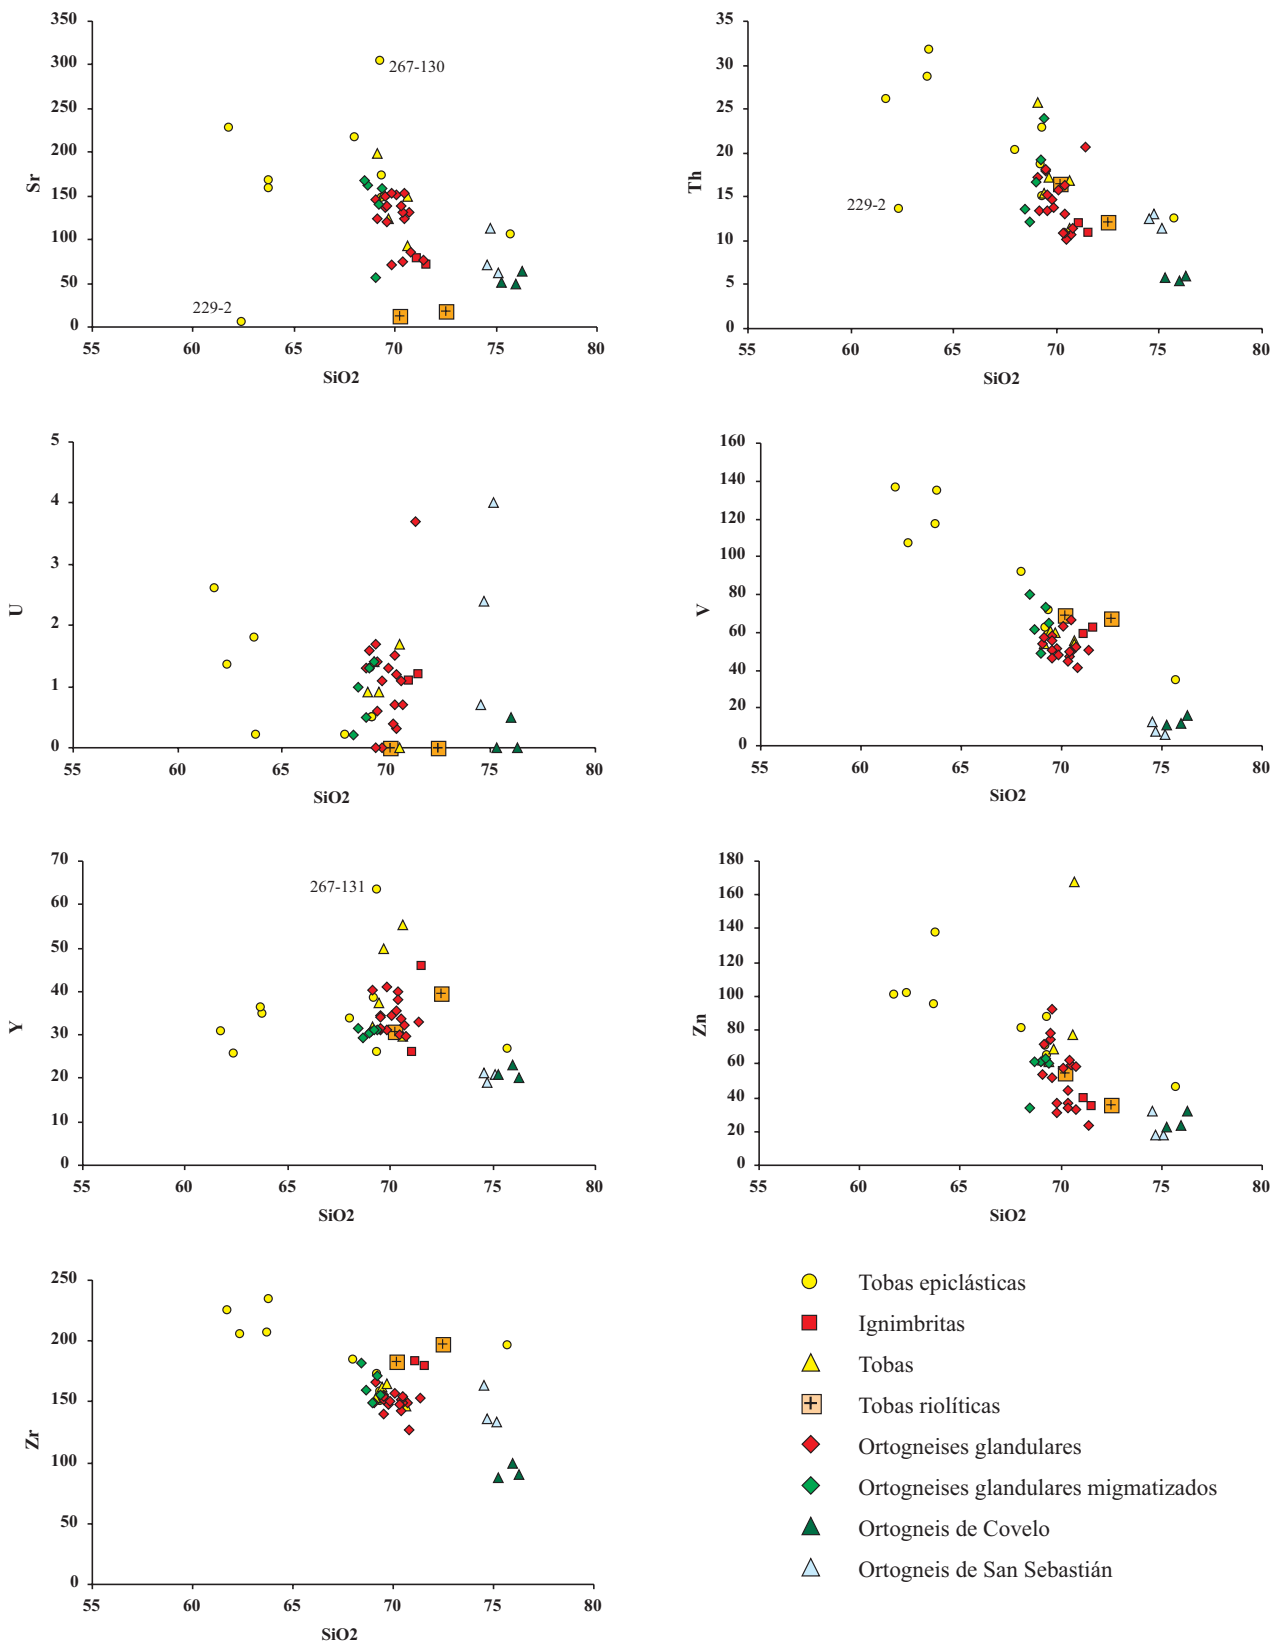 350
300
250
200
150
100
50
0
Sr
267-130
229-2
55 60 65 70 75 80
SiO2
35
30
25
20
15
10
5
0
Th
229-2
55 60 65 70 75 80
SiO2
5
4
3
2
1
0
U
55 60 65 70 75 80
SiO2
160
140
120
100
80
60
40
20
0
V
55 60 65 70 75 80
SiO2
70
60
50
40
30
20
10
0
Y
267-131
55 60 65 70 75 80
SiO2
180
160
140
120
100
80
60
40
20
0
Zn
55 60 65 70 75 80
SiO2
250
200
150
100
50
0
Zr
55 60 65 70 75 80
SiO2
Tobas epiclásticas
Ignimbritas
Tobas
Tobas riolíticas
Ortogneises glandulares
Ortogneises glandulares migmatizados
Ortogneis de Covelo
Ortogneis de San Sebastián